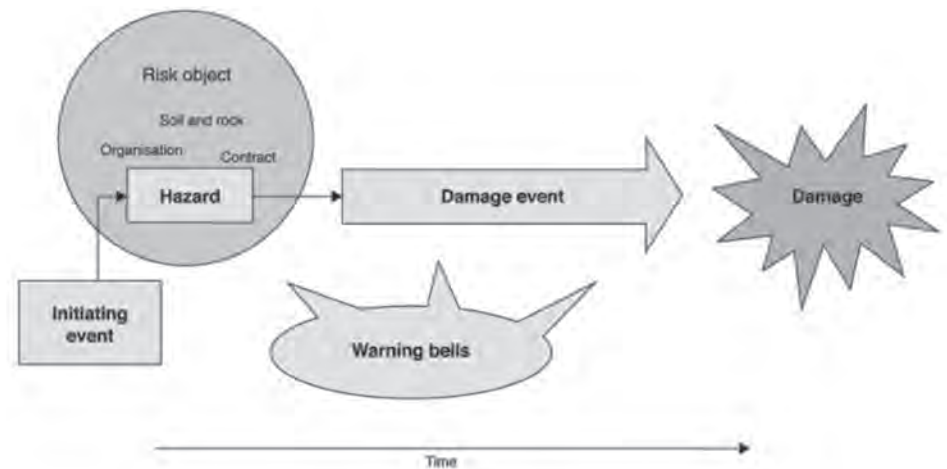 Risk object
Soil and rock
Organisation
Contract
Hazard
Damage event
Damage
Initiating
event
Warning bells
Time